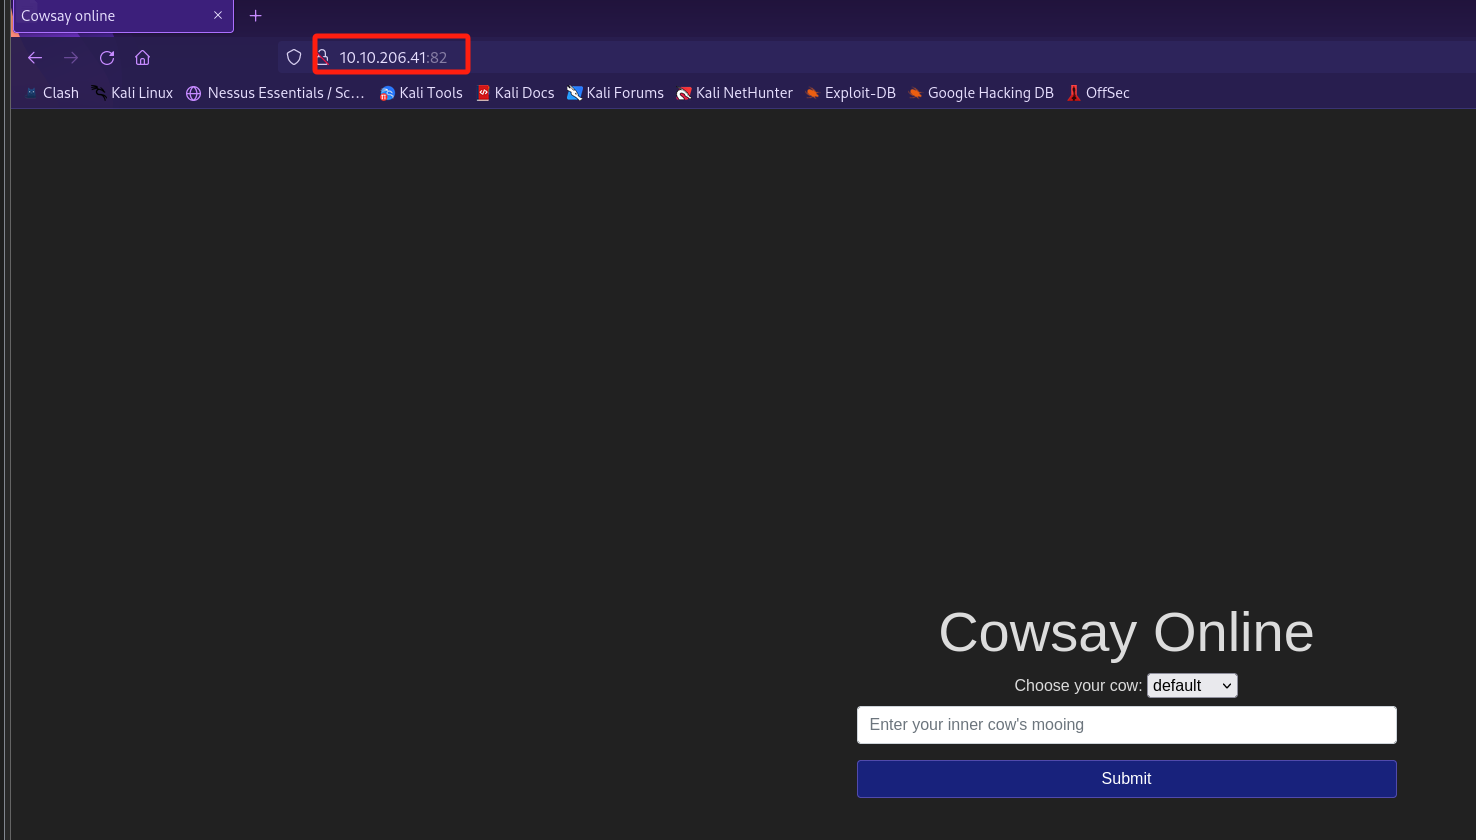 Cowsay online
10.10.206.41:82
Clash Kali Linux Nessus Essentials / Sc… Kali Tools Kali Docs Kali Forums Kali NetHunter Exploit-DB Google Hacking DB OffSec
Cowsay Online
Choose your cow: default
Enter your inner cow's mooing
Submit